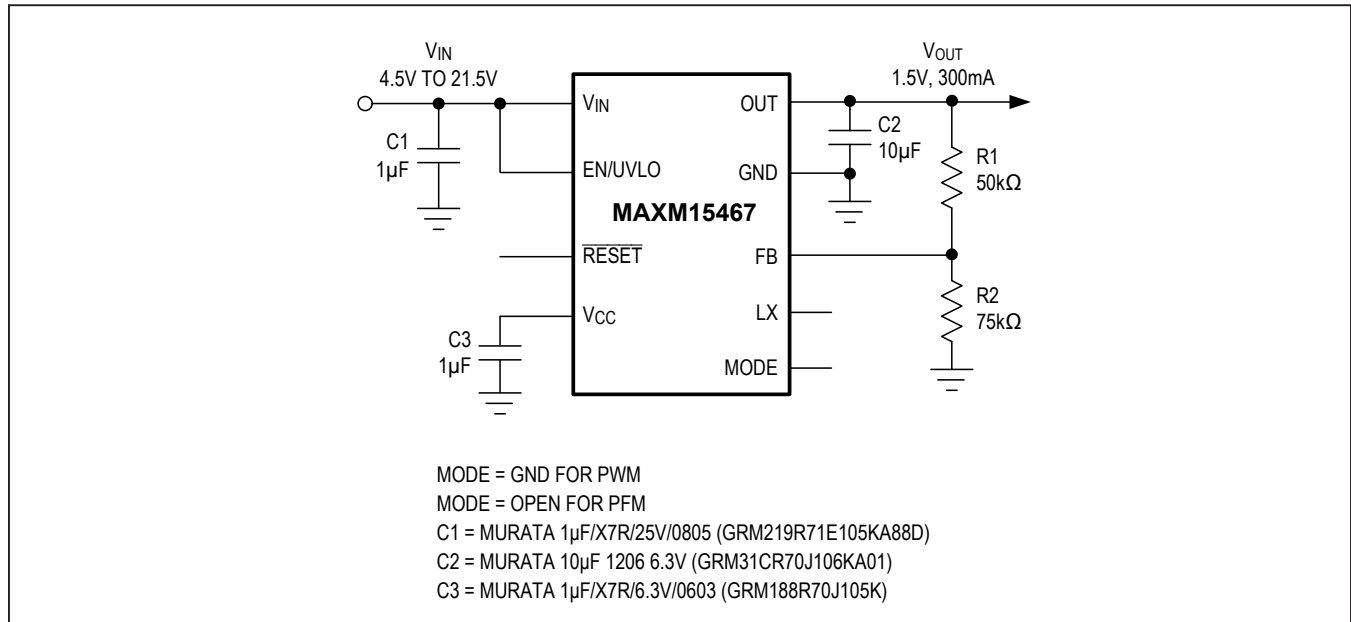 VIN
4.5V TO 21.5V
VOUT
1.5V, 300mA
C1
1µF
C3
1µF
VIN
EN/UVLO
RESET
VCC
MAXM15467
OUT
GND
FB
LX
MODE
C2
10µF
R1
50kΩ
R2
75kΩ
MODE = GND FOR PWM
MODE = OPEN FOR PFM
C1 = MURATA 1µF/X7R/25V/0805 (GRM219R71E105KA88D)
C2 = MURATA 10µF 1206 6.3V (GRM31CR70J106KA01)
C3 = MURATA 1µF/X7R/6.3V/0603 (GRM188R70J105K)